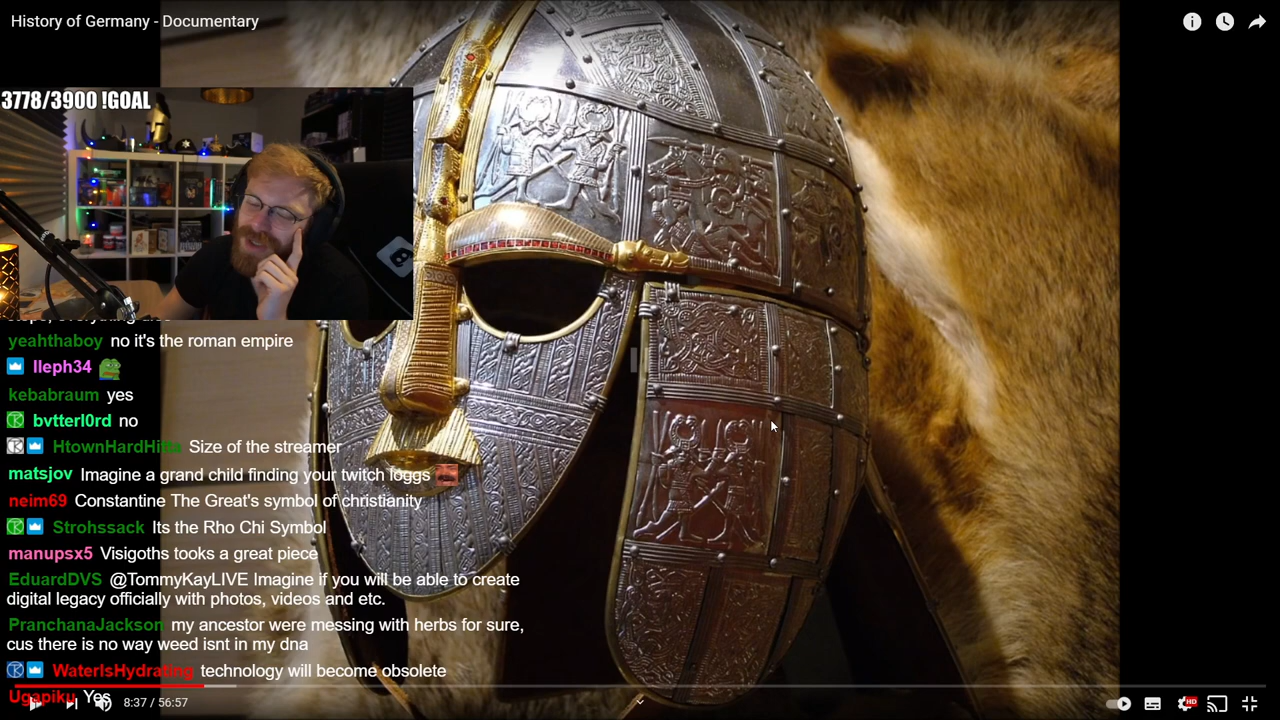 History of Germany - Documentary
3778/3900 !GOAL
yeahthaboy no it's the roman empire
lleph34
kebabraum yes
bvtterl0rd no
HtownHardHitta Size of the streamer
matsjov Imagine a grand child finding your twitch loggs
neim69 Constantine The Great's symbol of christianity
Strohssack Its the Rho Chi Symbol
manupsx5 Visigoths tooks a great piece
EduardDVS @TommyKayLIVE Imagine if you will be able to create
digital legacy officially with photos, videos and etc.
PranchanaJackson my ancestor were messing with herbs for sure,
cus there is no way weed isnt in my dna
WaterIsHydrating technology will become obsolete
Ugapiku Yes
8:37 / 56:57
HD